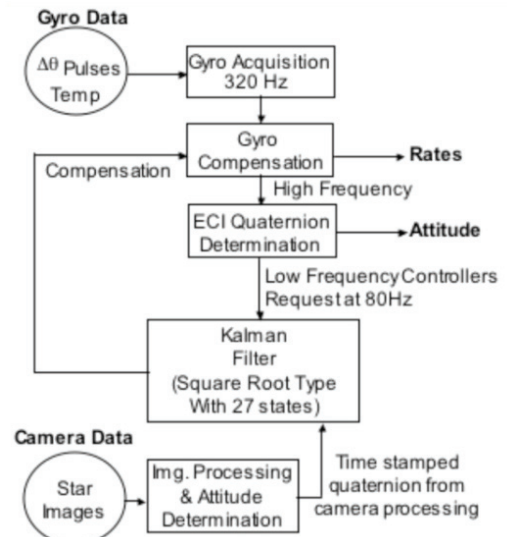 Gyro Data
Δθ Pulses
Temp
Gyro Acquisition
320 Hz
Gyro
Compensation
Rates
Compensation
High Frequency
ECI Quaternion
Determination
Attitude
Low Frequency Controllers
Request at 80Hz
Kalman
Filter
(Square Root Type
With 27 states)
Camera Data
Star
Images
Img. Processing
& Attitude
Determination
Time stamped
quaternion from
camera processing